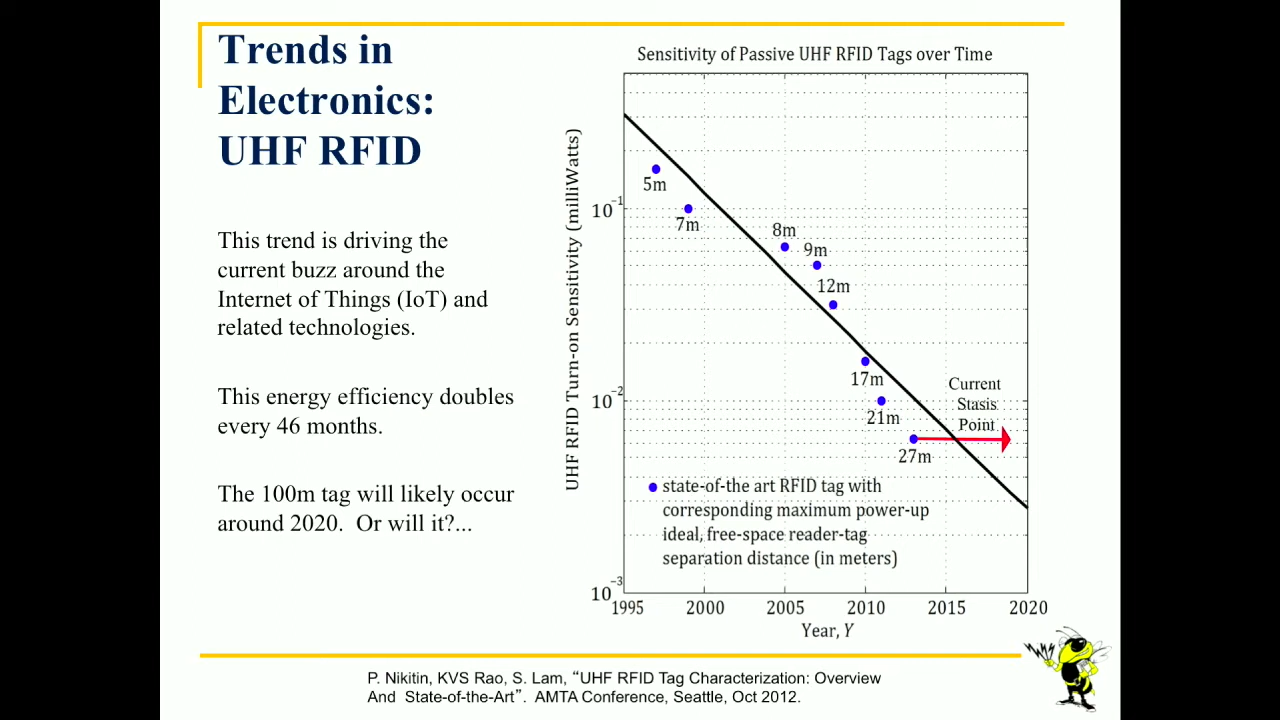 Trends in
Electronics:
UHF RFID
This trend is driving the
current buzz around the
Internet of Things (IoT) and
related technologies.
This energy efficiency doubles
every 46 months.
The 100m tag will likely occur
around 2020.  Or will it?...
Sensitivity of Passive UHF RFID Tags over Time
UHF RFID Turn-on Sensitivity (milliWatts)
10^-1
10^-2
10^-3
5m
7m
8m
9m
12m
17m
21m
27m
Current
Stasis
Point
state-of-the art RFID tag with
corresponding maximum power-up
ideal, free-space reader-tag
separation distance (in meters)
1995 2000 2005 2010 2015 2020
Year, Y
P. Nikitin, KVS Rao, S. Lam, “UHF RFID Tag Characterization: Overview
And State-of-the-Art”. AMTA Conference, Seattle, Oct 2012.